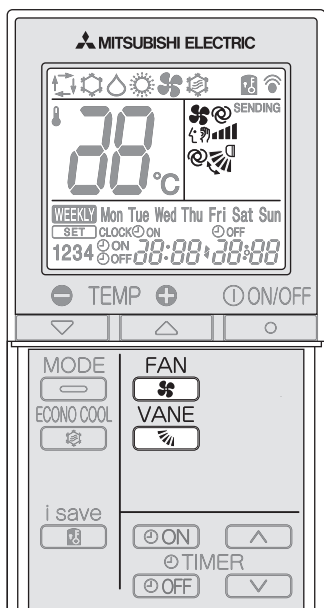 MITSUBISHI ELECTRIC
SENDING
88°C
WEEKLY Mon Tue Wed Thu Fri Sat Sun
SET CLOCK ON OFF
1234 ON OFF 88:88 88:88
TEMP ON/OFF
MODE FAN
ECONO COOL VANE
i save
ON
TIMER
OFF